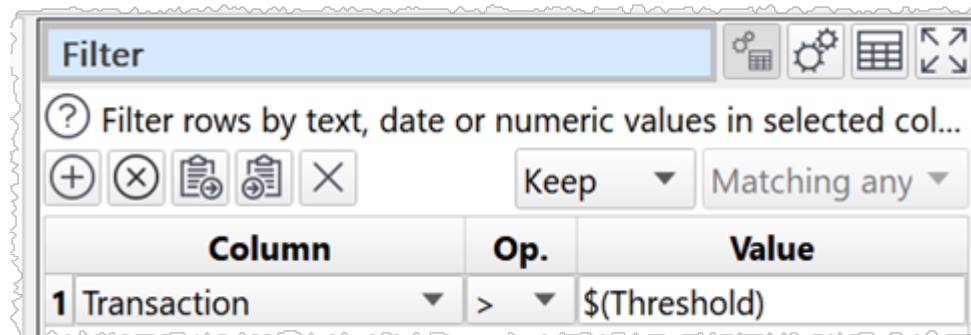 Filter
Filter rows by text, date or numeric values in selected col...
Keep Matching any
Column Op. Value
1 Transaction > $(Threshold)